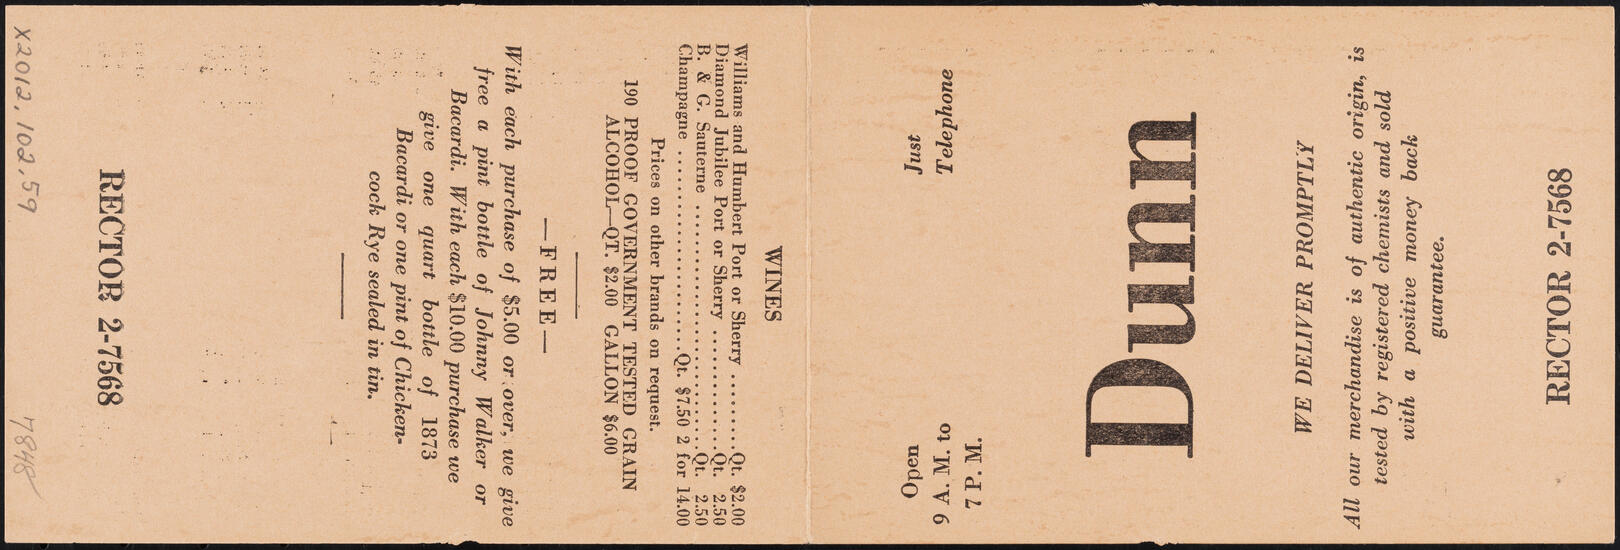 Just
Telephone
Open
9 A. M. to
7 P. M.
Dunn
WE DELIVER PROMPTLY
All our merchandise is of authentic origin, is
tested by registered chemists and sold
with a positive money back
guarantee.
RECTOR 2-7568
WINES
Williams and Humbert Port or Sherry ........Qt. $2.00
Diamond Jubilee Port or Sherry ............Qt. 2.50
B. & G. Sauterne ....................Qt. 2.50
Champagne ....................Qt. $7.50 2 for 14.00
Prices on other brands on request.
190 PROOF GOVERNMENT TESTED GRAIN
ALCOHOL—QT. $2.00 GALLON $6.00
—FREE—
With each purchase of $5.00 or over, we give
free a pint bottle of Johnny Walker or
Bacardi. With each $10.00 purchase we
give one quart bottle of 1873
Bacardi or one pint of Chicken-
cock Rye sealed in tin.
RECTOR 2-7568
X2012.102.59
7848